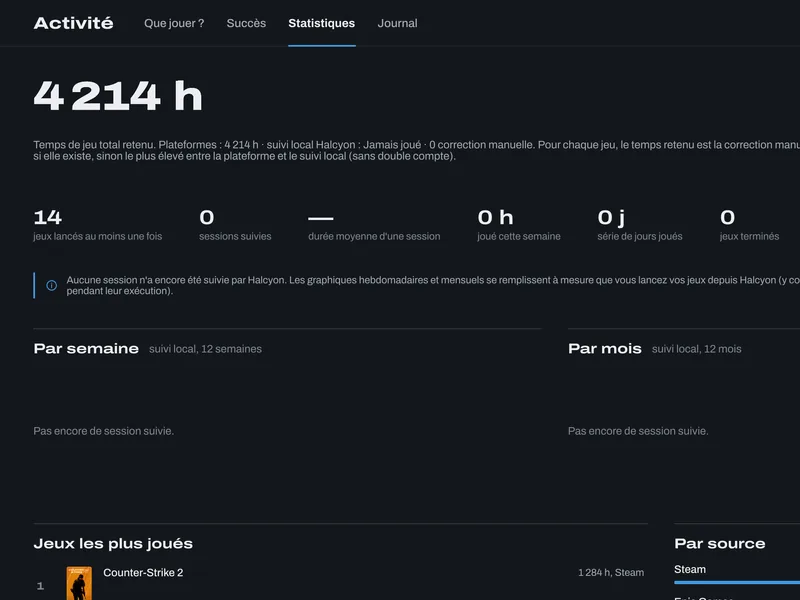 Activité
Que jouer ?
Succès
Statistiques
Journal
4 214 h
Temps de jeu total retenu. Plateformes : 4 214 h · suivi local Halcyon : Jamais joué · 0 correction manuelle. Pour chaque jeu, le temps retenu est la correction manu
si elle existe, sinon le plus élevé entre la plateforme et le suivi local (sans double compte).
14
jeux lancés au moins une fois
0
sessions suivies
—
durée moyenne d'une session
0 h
joué cette semaine
0 j
série de jours joués
0
jeux terminés
Aucune session n'a encore été suivie par Halcyon. Les graphiques hebdomadaires et mensuels se remplissent à mesure que vous lancez vos jeux depuis Halcyon (y co
pendant leur exécution).
Par semaine
suivi local, 12 semaines
Par mois
suivi local, 12 mois
Pas encore de session suivie.
Pas encore de session suivie.
Jeux les plus joués
Par source
1
Counter-Strike 2
1 284 h, Steam
Steam